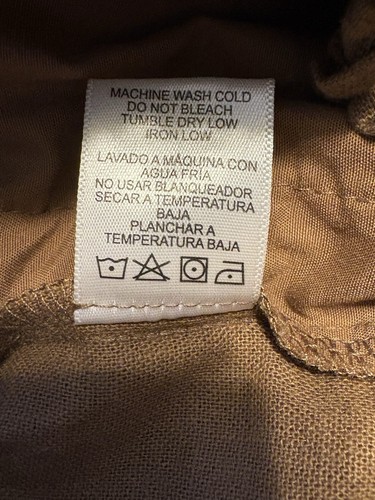 MACHINE WASH COLD
DO NOT BLEACH
TUMBLE DRY LOW
IRON LOW
LAVADO A MÁQUINA CON
AGUA FRÍA
NO USAR BLANQUEADOR
SECAR A TEMPERATURA
BAJA
PLANCHAR A
TEMPERATURA BAJA